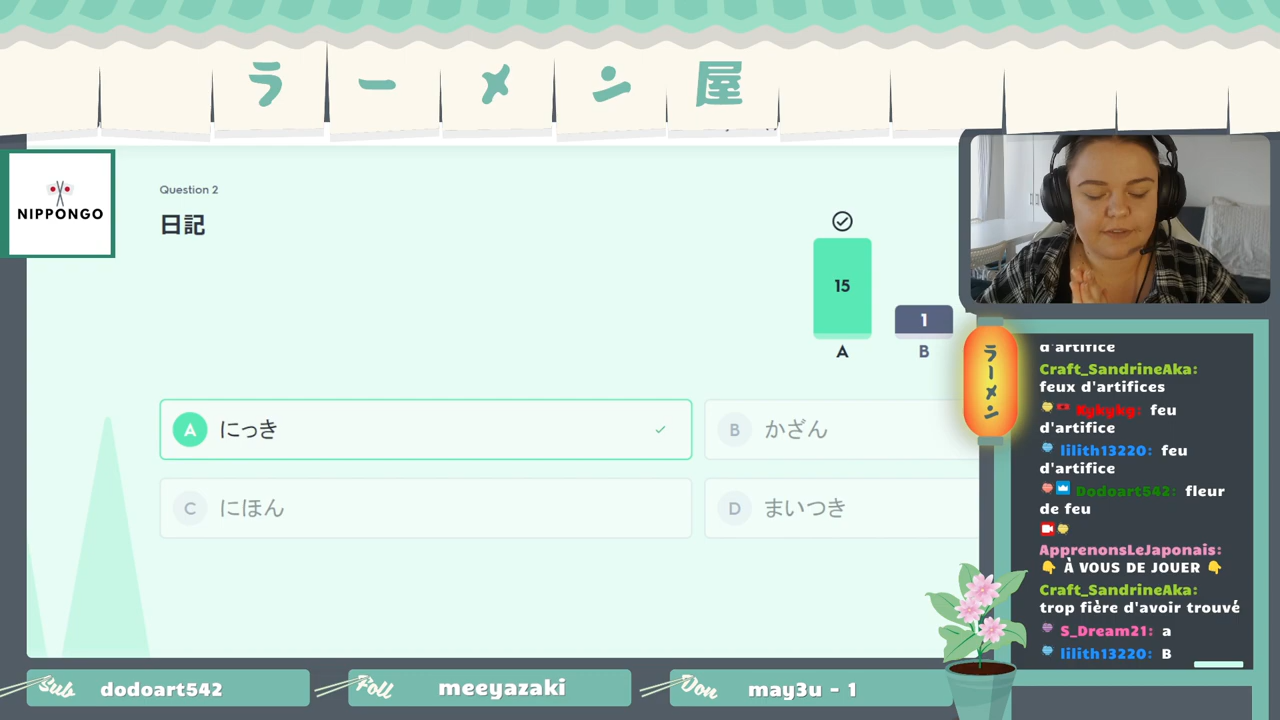 ラーメン屋
NIPPONGO
Question 2
日記
15
1
A
B
A にっき
B かざん
C にほん
D まいつき
ラーメン
d'artifice
Craft_SandrineAka:
feux d'artifices
Kykykg: feu
d'artifice
lilith13220: feu
d'artifice
Dodoart542: fleur
de feu
ApprenonsLeJaponais:
👇 À VOUS DE JOUER 👇
Craft_SandrineAka:
trop fière d'avoir trouvé
S_Dream21: a
lilith13220: B
Sub dodoart542
Foll meeyazaki
Don may3u - 1